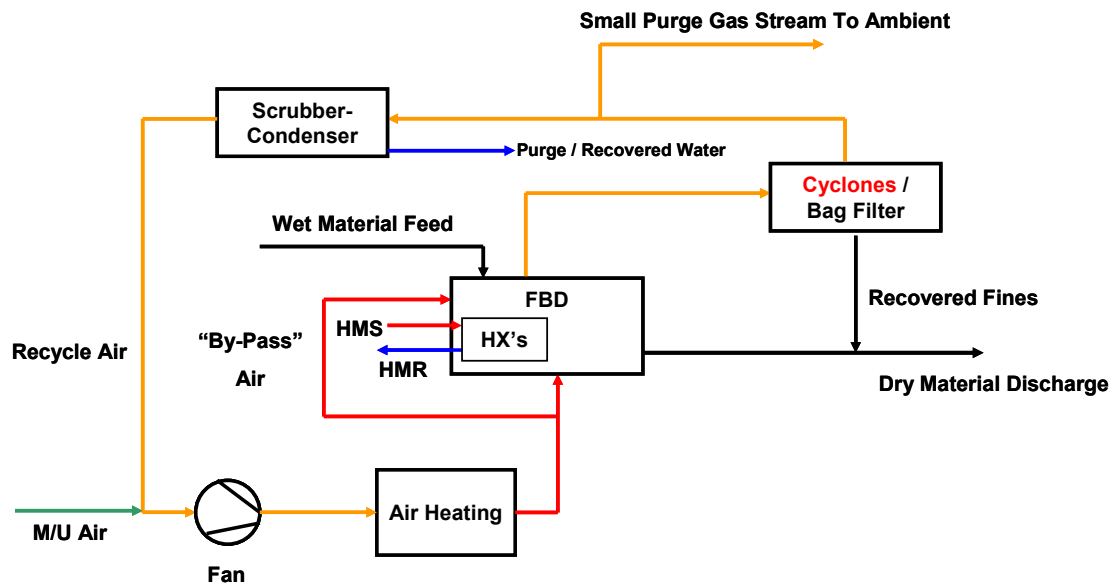 Small Purge Gas Stream To Ambient
Scrubber-
Condenser
Purge / Recovered Water
Cyclones /
Bag Filter
Wet Material Feed
FBD
Recovered Fines
HMS
HX's
“By-Pass”
Air
Recycle Air
HMR
Dry Material Discharge
Air Heating
M/U Air
Fan